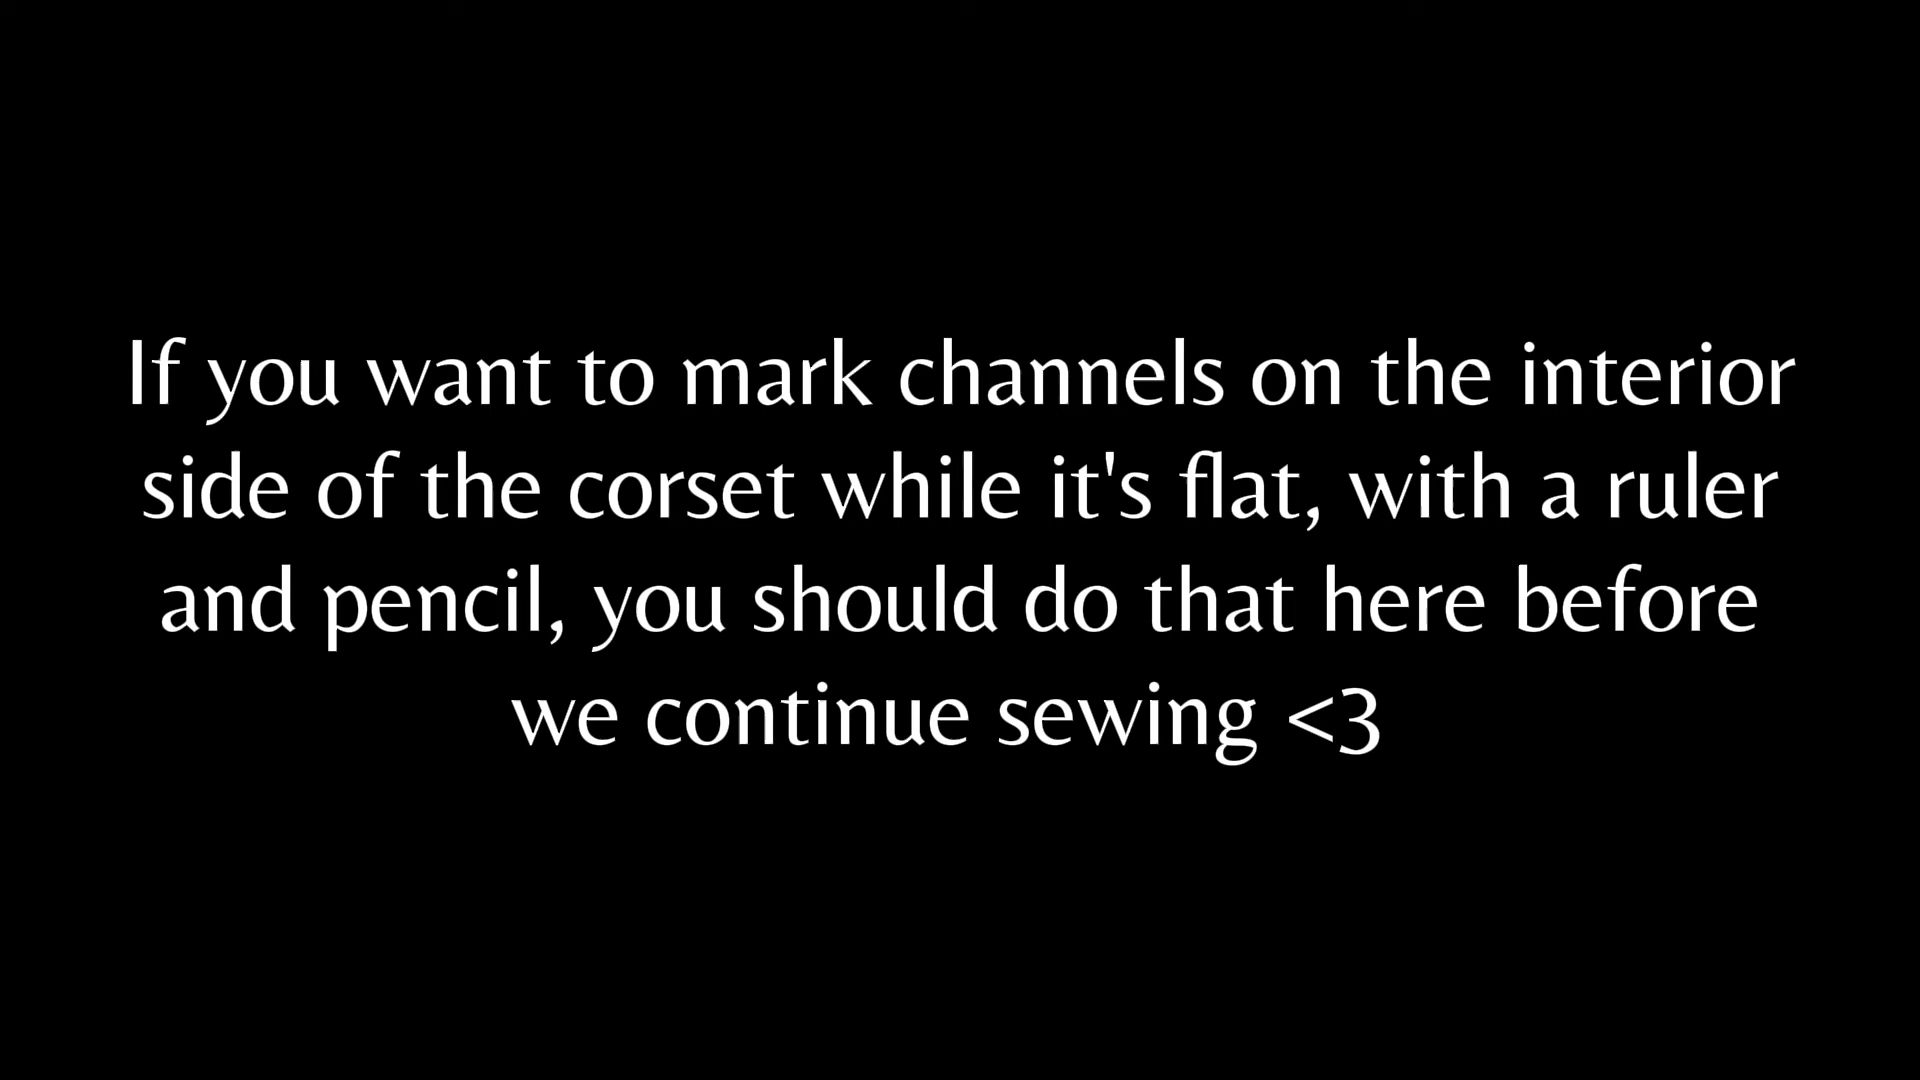 If you want to mark channels on the interior
side of the corset while it's flat, with a ruler
and pencil, you should do that here before
we continue sewing <3